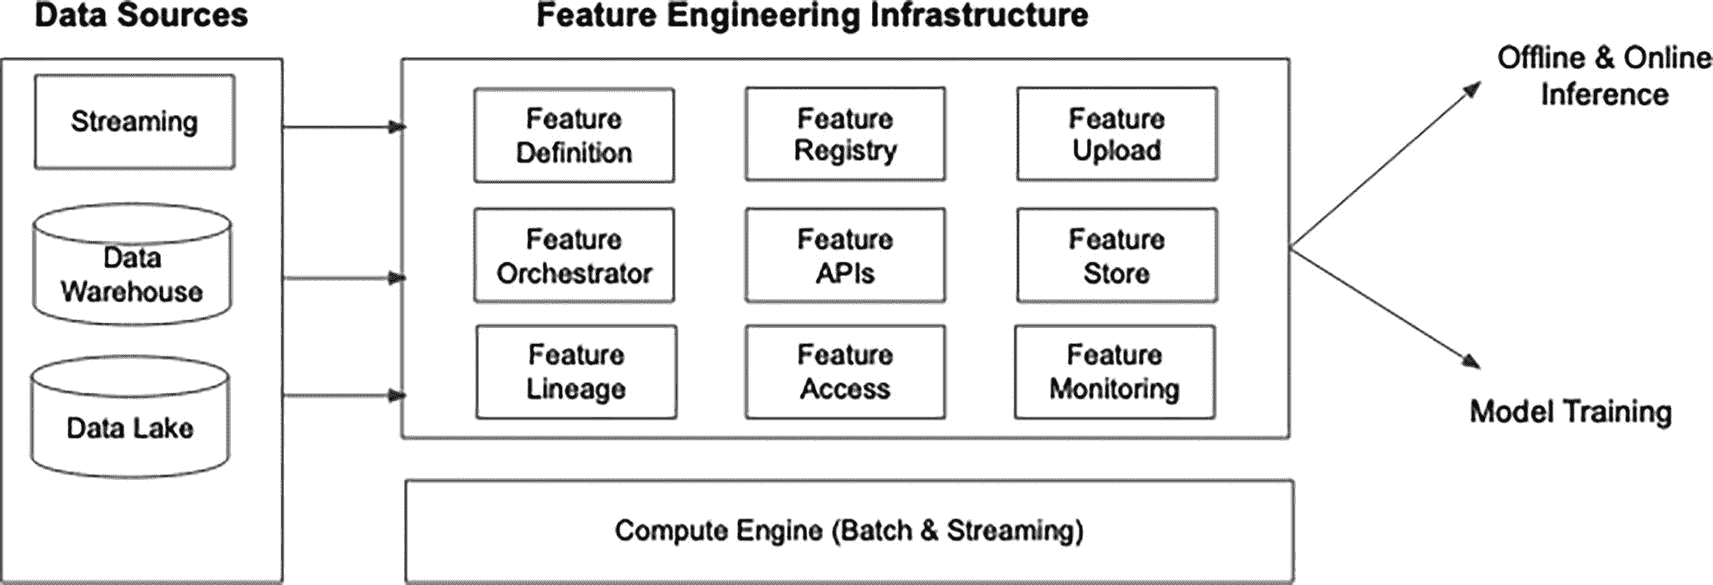 Data Sources
Feature Engineering Infrastructure
Streaming
Data
Warehouse
Data Lake
Feature
Definition
Feature
Registry
Feature
Upload
Feature
Orchestrator
Feature
APIs
Feature
Store
Feature
Lineage
Feature
Access
Feature
Monitoring
Compute Engine (Batch & Streaming)
Offline & Online
Inference
Model Training